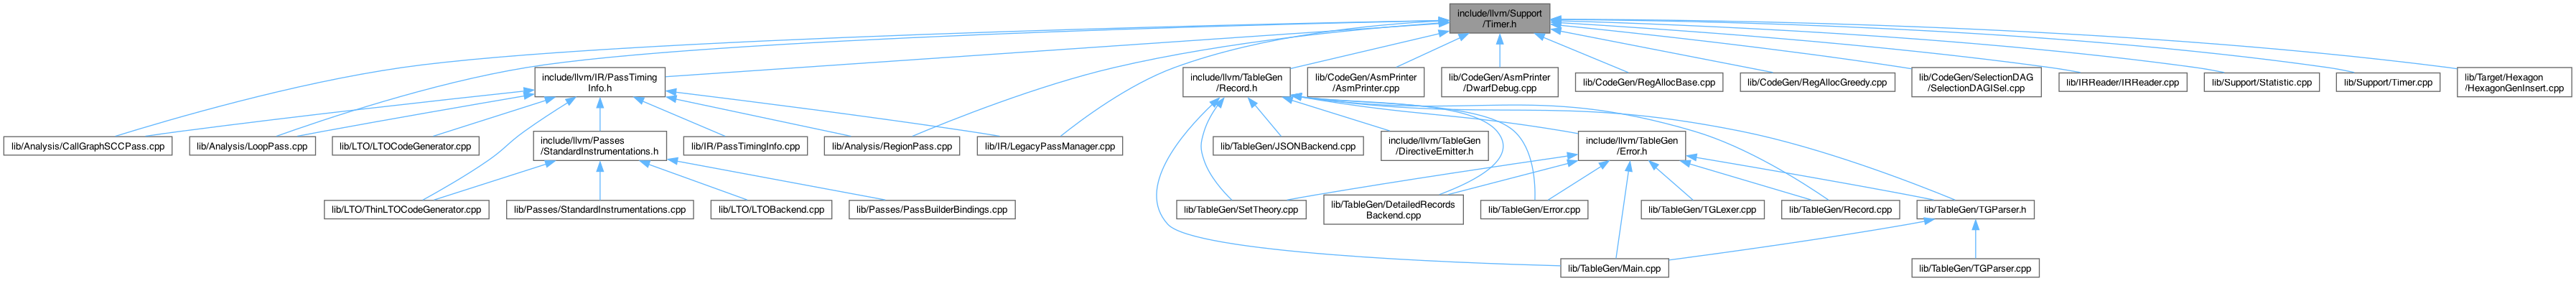 include/llvm/Support
/Timer.h
include/llvm/IR/PassTiming
Info.h
include/llvm/TableGen
/Record.h
lib/CodeGen/AsmPrinter
/AsmPrinter.cpp
lib/CodeGen/AsmPrinter
/DwarfDebug.cpp
lib/CodeGen/RegAllocBase.cpp
lib/CodeGen/RegAllocGreedy.cpp
lib/CodeGen/SelectionDAG
/SelectionDAGISel.cpp
lib/IRReader/IRReader.cpp
lib/Support/Statistic.cpp
lib/Support/Timer.cpp
lib/Target/Hexagon
/HexagonGenInsert.cpp
lib/Analysis/CallGraphSCCPass.cpp
lib/Analysis/LoopPass.cpp
lib/LTO/LTOCodeGenerator.cpp
include/llvm/Passes
/StandardInstrumentations.h
lib/IR/PassTimingInfo.cpp
lib/Analysis/RegionPass.cpp
lib/IR/LegacyPassManager.cpp
lib/TableGen/JSONBackend.cpp
include/llvm/TableGen
/DirectiveEmitter.h
include/llvm/TableGen
/Error.h
lib/LTO/ThinLTOCodeGenerator.cpp
lib/Passes/StandardInstrumentations.cpp
lib/LTO/LTOBackend.cpp
lib/Passes/PassBuilderBindings.cpp
lib/TableGen/SetTheory.cpp
lib/TableGen/DetailedRecords
Backend.cpp
lib/TableGen/Error.cpp
lib/TableGen/TGLexer.cpp
lib/TableGen/Record.cpp
lib/TableGen/TGParser.h
lib/TableGen/Main.cpp
lib/TableGen/TGParser.cpp